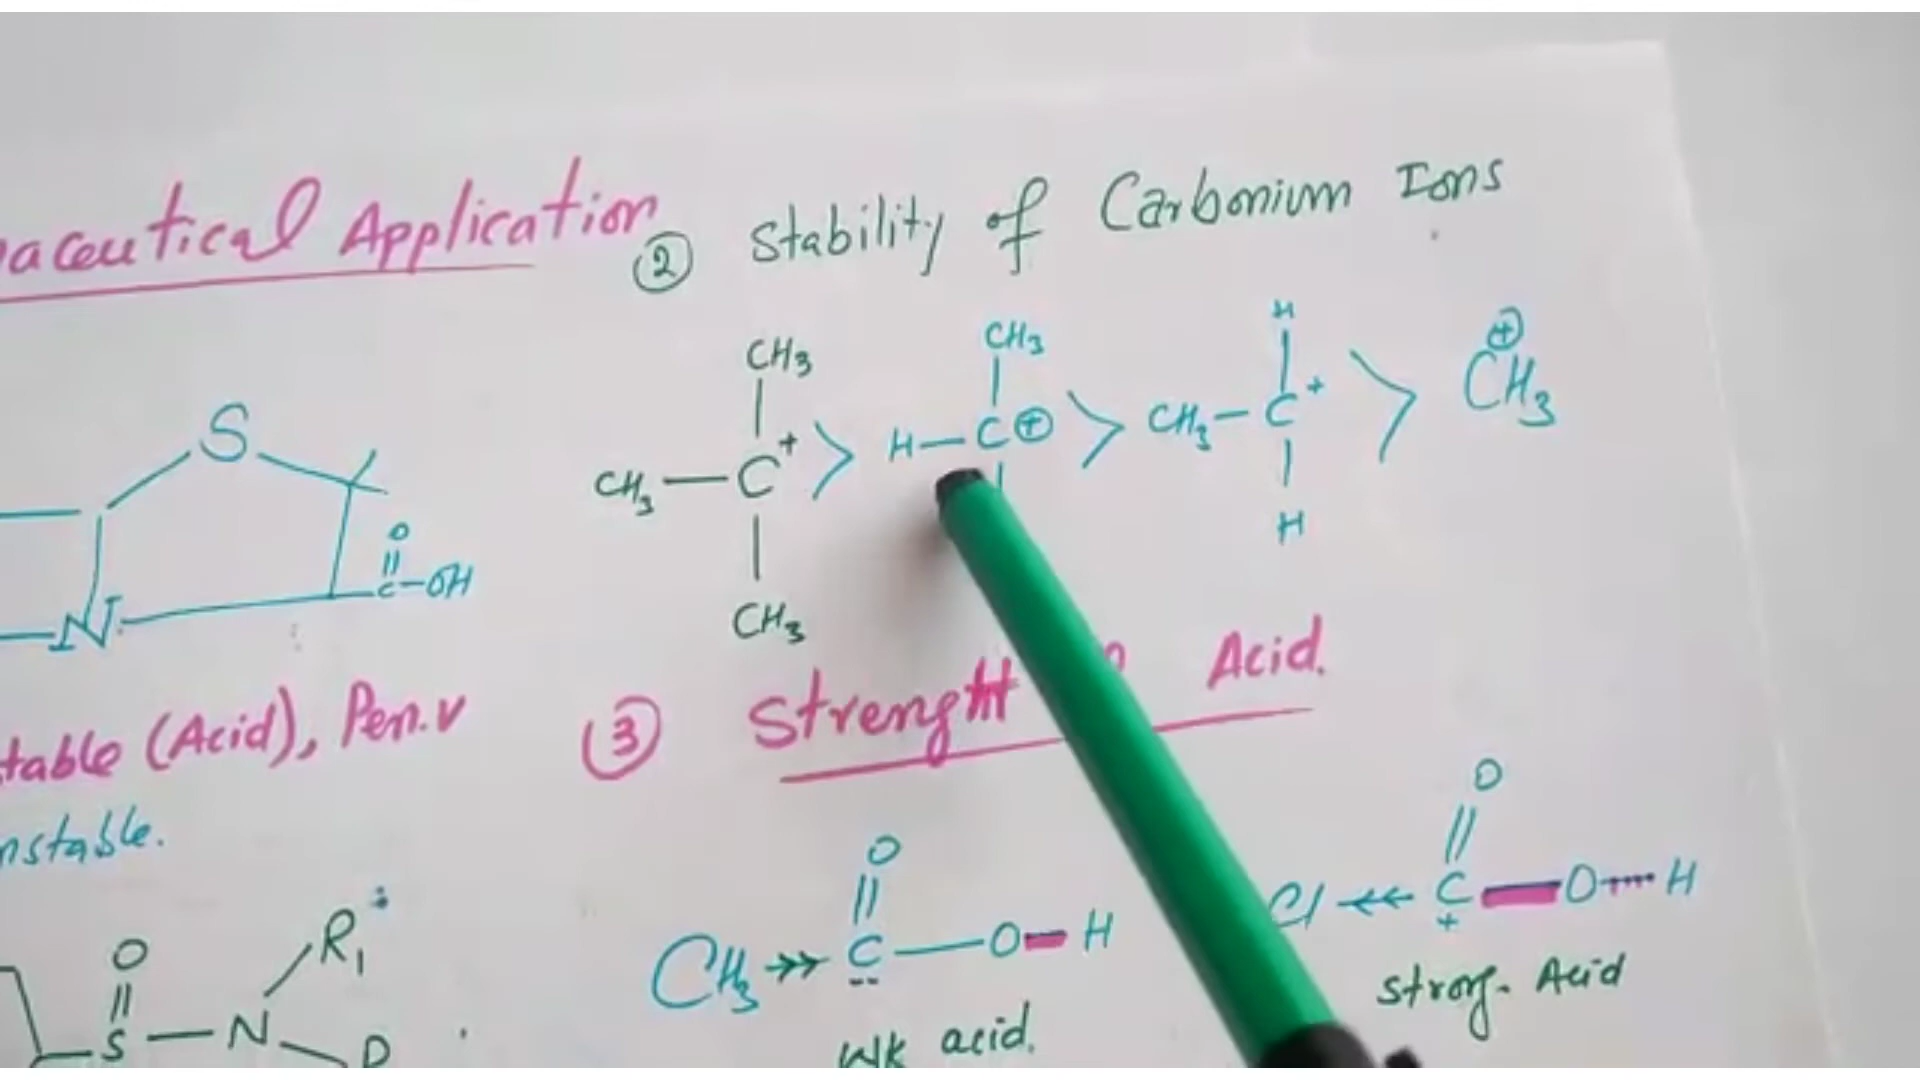 aceutical Application
② Stability of Carbonium Ions
CH3 CH3 H ⊕
CH3—C+ > H—C⊕ > CH3—C+ > CH3
CH3 H
S
O
C-OH
N
table (Acid), Pen.V
nstable.
③ Strenght Acid.
O O
CH3 →→ C — O — H Cl ←← C — O ···· H
-- +
Wk acid. strong. Acid
O R1
S — N